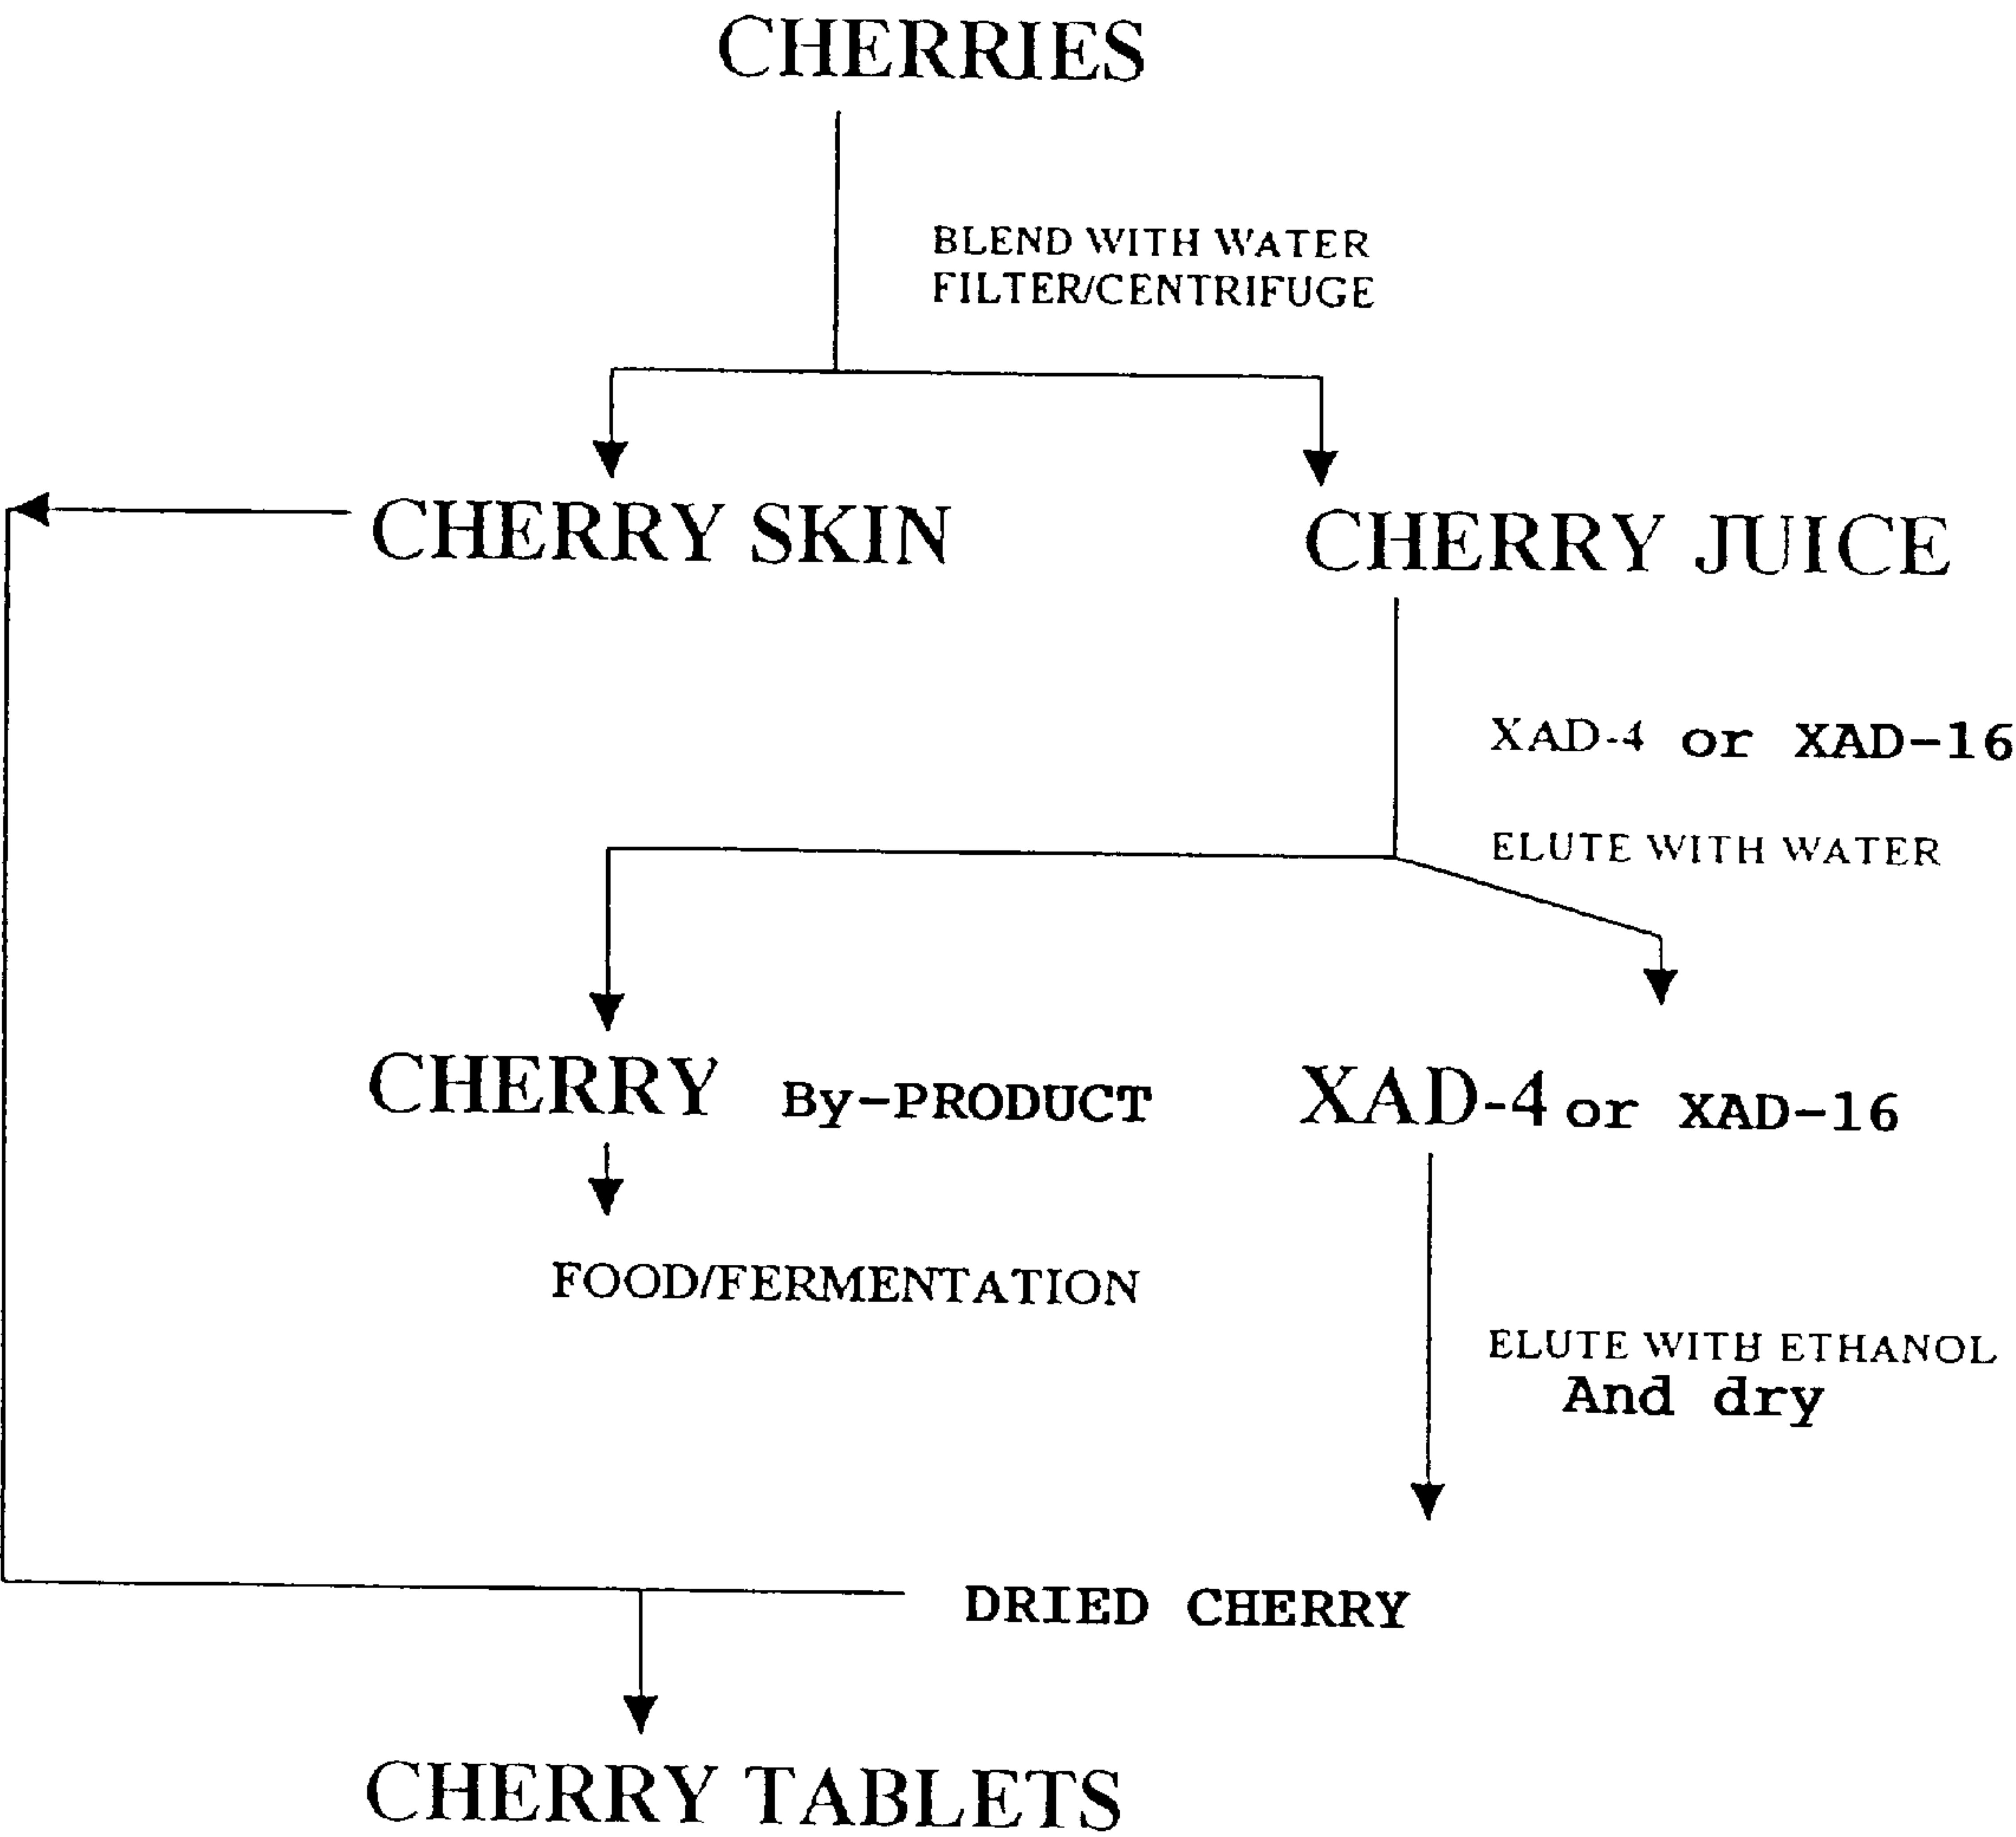 CHERRIES
BLEND WITH WATER
FILTER/CENTRIFUGE
CHERRY SKIN
CHERRY JUICE
XAD-4 or XAD-16
ELUTE WITH WATER
CHERRY By-PRODUCT
XAD-4 or XAD-16
FOOD/FERMENTATION
ELUTE WITH ETHANOL
And dry
DRIED CHERRY
CHERRY TABLETS